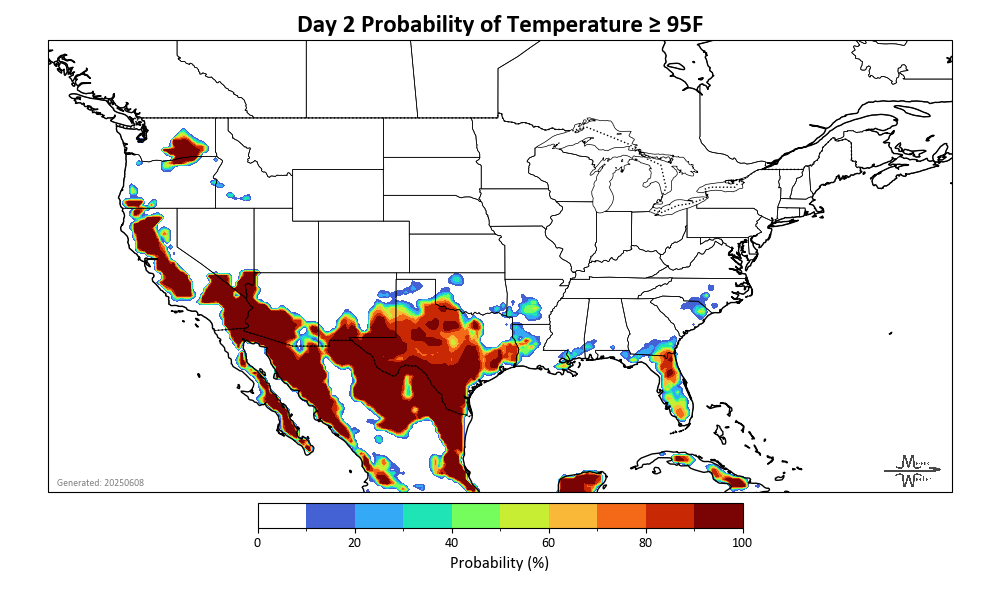 Day 2 Probability of Temperature ≥ 95F
Generated: 20250608
0 20 40 60 80 100
Probability (%)